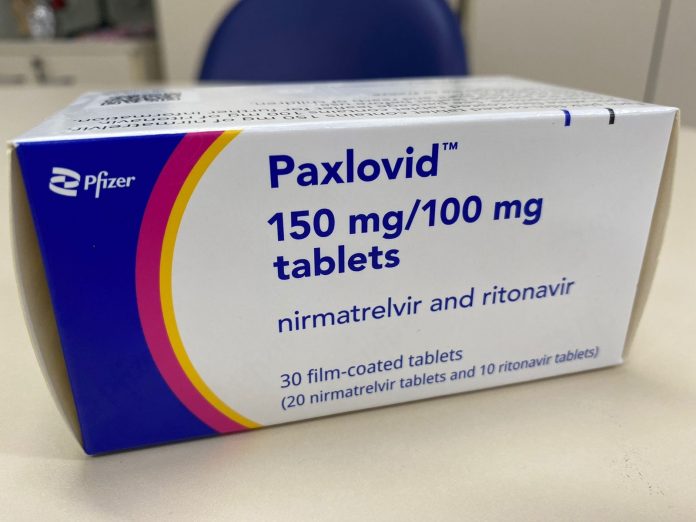 Pfizer
Paxlovid™
150 mg/100 mg
tablets
nirmatrelvir and ritonavir
30 film-coated tablets
(20 nirmatrelvir tablets and 10 ritonavir tablets)